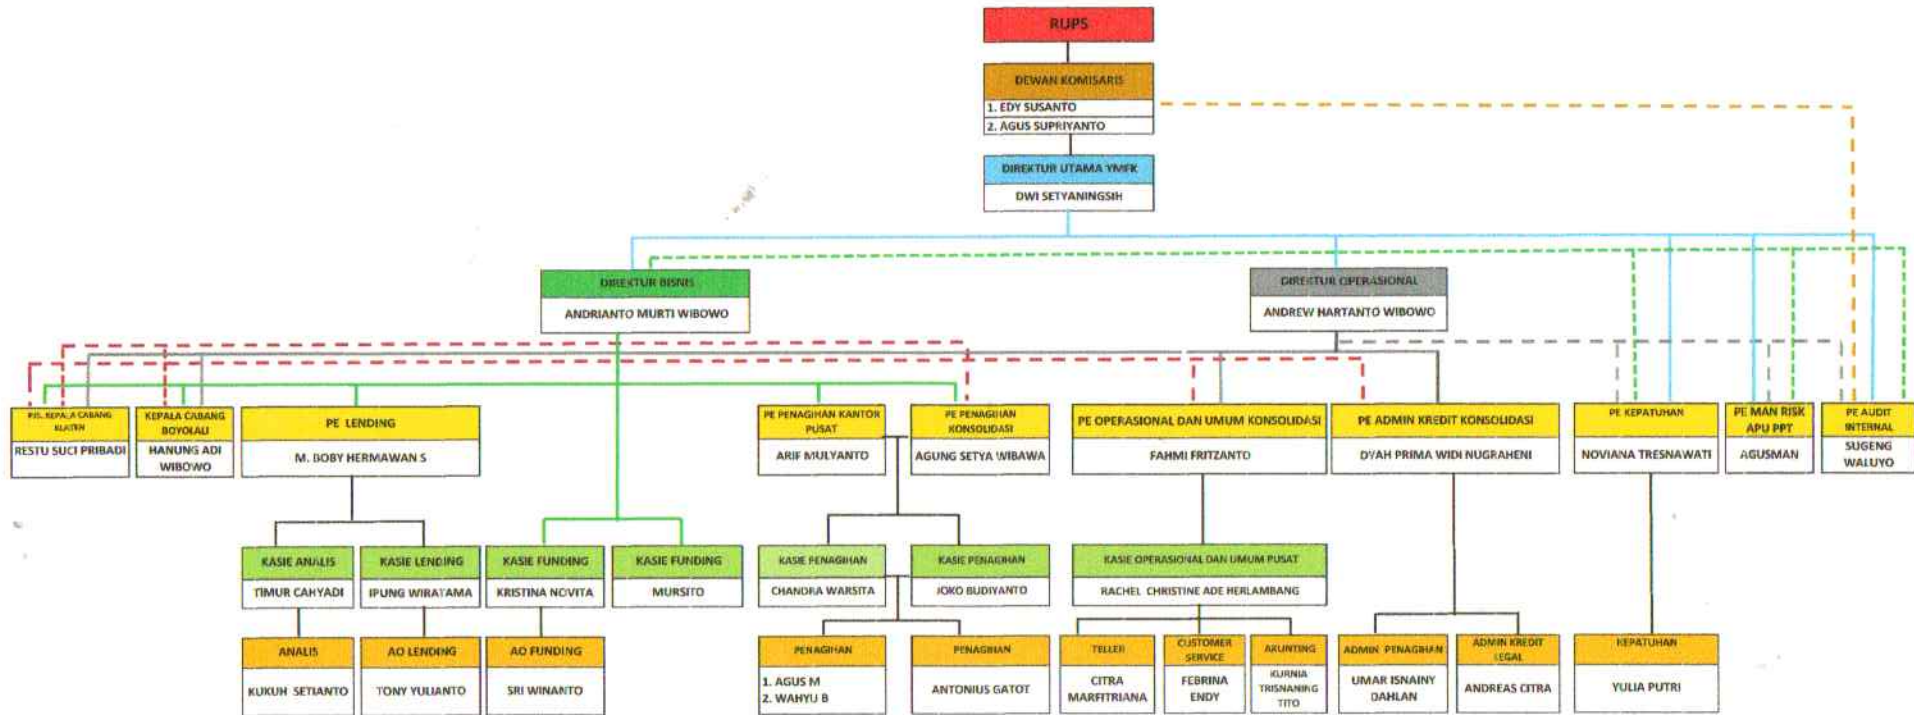 RUPS
DEWAN KOMISARIS
1. EDY SUSANTO
2. AGUS SUPRIYANTO
DIREKTUR UTAMA YMFK
DWI SETYANINGSIH
DIREKTUR BISNIS
ANDRIANTO MURTI WIBOWO
DIREKTUR OPERASIONAL
ANDREW HARTANTO WIBOWO
PJS. KEPALA CABANG
KLATEN
RESTU SUCI PRIBADI
KEPALA CABANG
BOYOLALI
HANUNG ADI
WIBOWO
PE LENDING
M. BOBY HERMAWAN S
PE PENAGIHAN KANTOR
PUSAT
ARIF MULYANTO
PE PENAGIHAN
KONSOLIDASI
AGUNG SETYA WIBAWA
PE OPERASIONAL DAN UMUM KONSOLIDASI
FAHMI FRITZANTO
PE ADMIN KREDIT KONSOLIDASI
DYAH PRIMA WIDI NUGRAHENI
PE KEPATUHAN
NOVIANA TRESNAWATI
PE MAN RISK
APU PPT
AGUSMAN
PE AUDIT
INTERNAL
SUGENG
WALUYO
KASIE ANALIS
TIMUR CAHYADI
KASIE LENDING
IPUNG WIRATAMA
KASIE FUNDING
KRISTINA NOVITA
KASIE FUNDING
MURSITO
KASIE PENAGIHAN
CHANDRA WARSITA
KASIE PENAGIHAN
JOKO BUDIYANTO
KASIE OPERASIONAL DAN UMUM PUSAT
RACHEL CHRISTINE ADE HERLAMBANG
ANALIS
KUKUH SETIANTO
AO LENDING
TONY YULIANTO
AO FUNDING
SRI WINANTO
PENAGIHAN
1. AGUS M
2. WAHYU B
PENAGIHAN
ANTONIUS GATOT
TELLER
CITRA
MARFITRIANA
CUSTOMER
SERVICE
FEBRINA
ENDY
AKUNTING
KURNIA
TRISNANING
TITO
ADMIN PENAGIHAN
UMAR ISNAINY
DAHLAN
ADMIN KREDIT
LEGAL
ANDREAS CITRA
KEPATUHAN
YULIA PUTRI